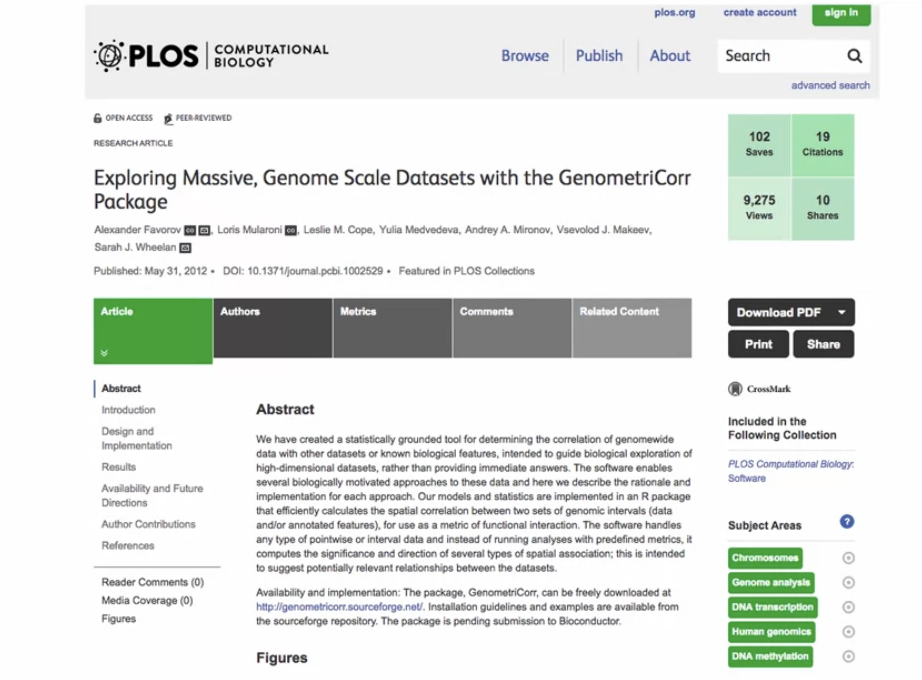 plos.org create account sign in
PLOS COMPUTATIONAL BIOLOGY
Browse Publish About Search
advanced search
OPEN ACCESS PEER-REVIEWED
RESEARCH ARTICLE
Exploring Massive, Genome Scale Datasets with the GenometriCorr
Package
Alexander Favorov, Loris Mularoni, Leslie M. Cope, Yulia Medvedeva, Andrey A. Mironov, Vsevolod J. Makeev,
Sarah J. Wheelan
Published: May 31, 2012 • DOI: 10.1371/journal.pcbi.1002529 • Featured in PLOS Collections
102
Saves
19
Citations
9,275
Views
10
Shares
Article Authors Metrics Comments Related Content
Download PDF
Print Share
CrossMark
Included in the
Following Collection
PLOS Computational Biology:
Software
Subject Areas ?
Chromosomes
Genome analysis
DNA transcription
Human genomics
DNA methylation
Abstract
Introduction
Design and
Implementation
Results
Availability and Future
Directions
Author Contributions
References
Reader Comments (0)
Media Coverage (0)
Figures
Abstract
We have created a statistically grounded tool for determining the correlation of genomewide
data with other datasets or known biological features, intended to guide biological exploration of
high-dimensional datasets, rather than providing immediate answers. The software enables
several biologically motivated approaches to these data and here we describe the rationale and
implementation for each approach. Our models and statistics are implemented in an R package
that efficiently calculates the spatial correlation between two sets of genomic intervals (data
and/or annotated features), for use as a metric of functional interaction. The software handles
any type of pointwise or interval data and instead of running analyses with predefined metrics, it
computes the significance and direction of several types of spatial association; this is intended
to suggest potentially relevant relationships between the datasets.
Availability and implementation: The package, GenometriCorr, can be freely downloaded at
http://genometricorr.sourceforge.net/. Installation guidelines and examples are available from
the sourceforge repository. The package is pending submission to Bioconductor.
Figures